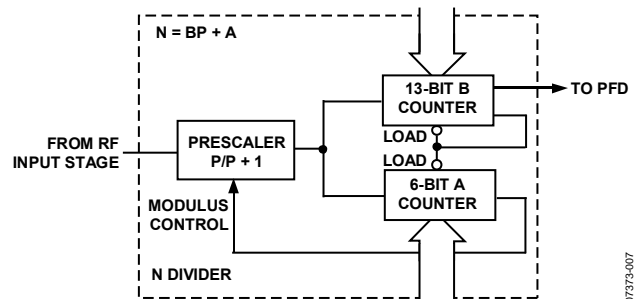 N = BP + A
13-BIT B
COUNTER
TO PFD
FROM RF
INPUT STAGE
PRESCALER
P/P + 1
LOAD
LOAD
6-BIT A
COUNTER
MODULUS
CONTROL
N DIVIDER
07373-007